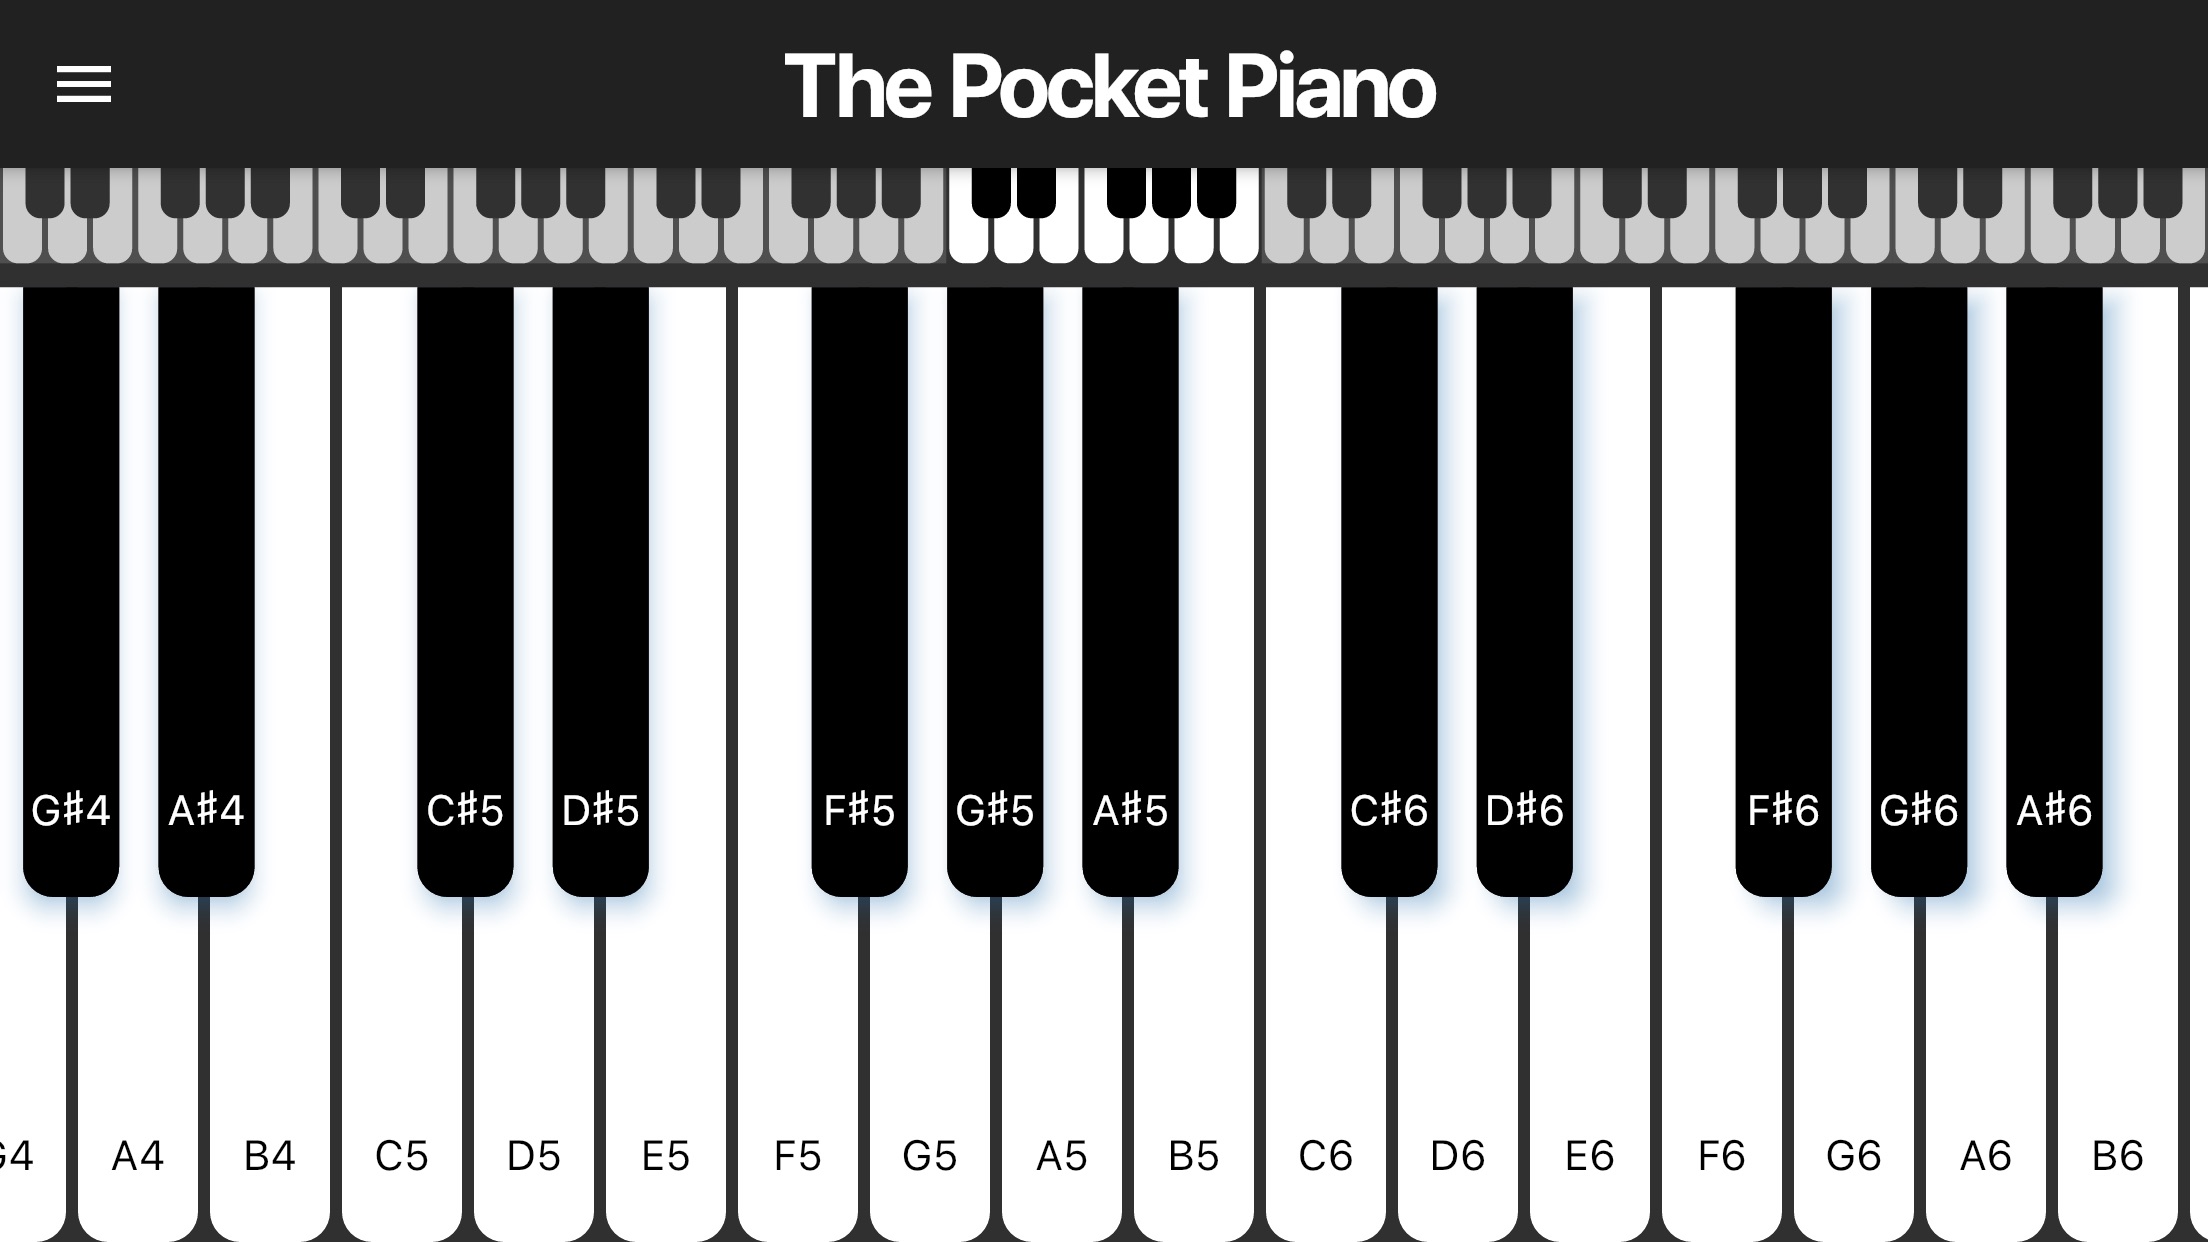 The Pocket Piano
G♯4 A♯4 C♯5 D♯5 F♯5 G♯5 A♯5 C♯6 D♯6 F♯6 G♯6 A♯6
G4 A4 B4 C5 D5 E5 F5 G5 A5 B5 C6 D6 E6 F6 G6 A6 B6